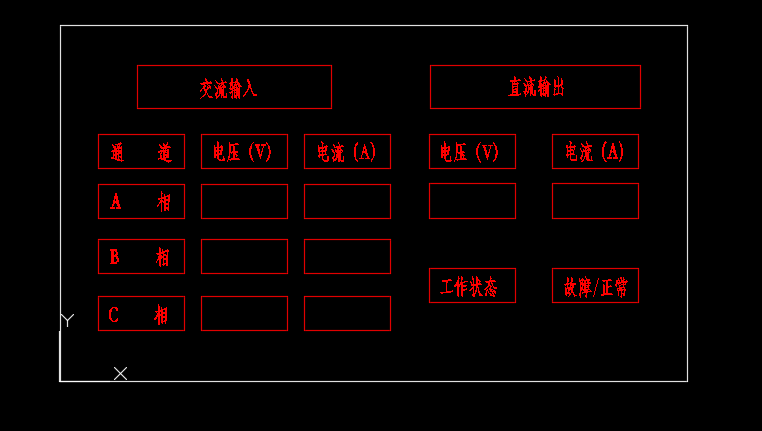 交流输入 直流输出
通 道 电压(V) 电流(A) 电压(V) 电流(A)
A 相
B 相
工作状态 故障/正常
C 相
Y
X